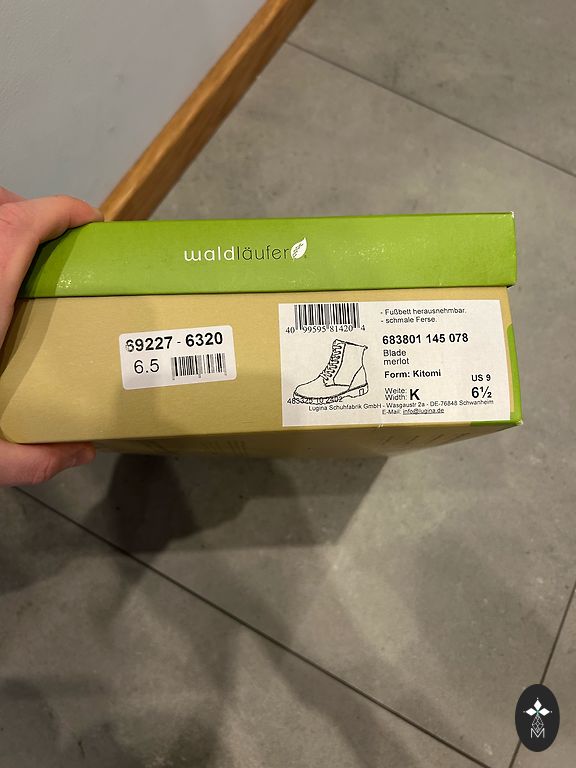 waldläufer
69227 - 6320
6.5
40 99595 81420 4
- Fußbett herausnehmbar.
- schmale Ferse.
683801 145 078
Blade
merlot
Form: Kitomi
US 9
Weite:
Width: K
6½
Lugina Schuhfabrik GmbH - Wasgaustr 2a - DE-76848 Schwanheim
E-Mail: info@lugina.de
M